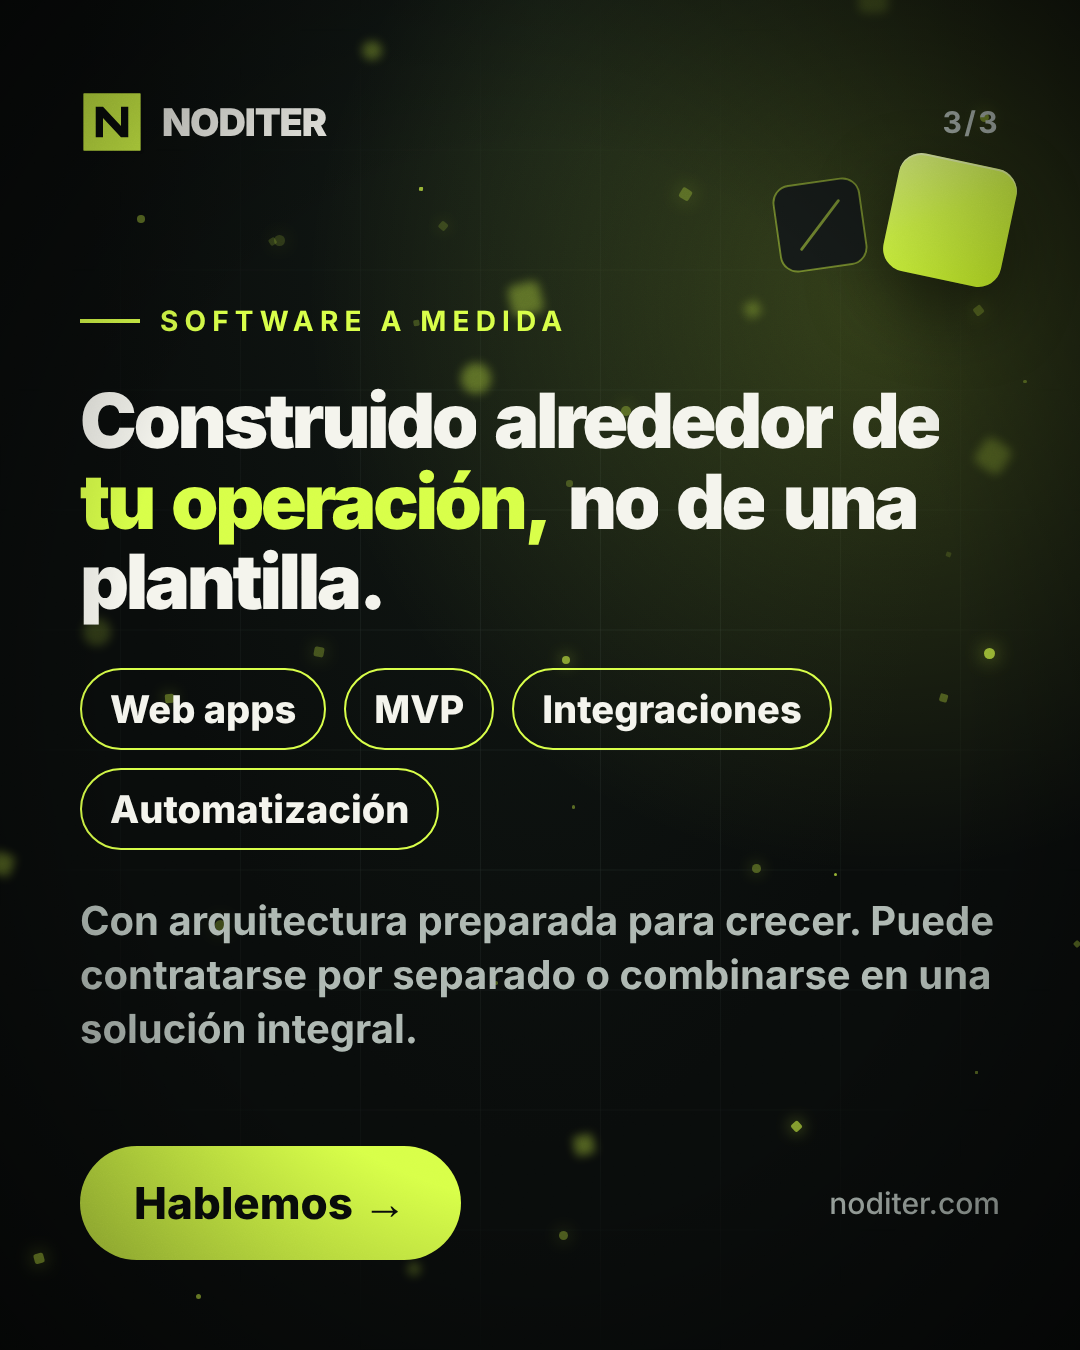 N NODITER
3/3
SOFTWARE A MEDIDA
Construido alrededor de
tu operación, no de una
plantilla.
Web apps
MVP
Integraciones
Automatización
Con arquitectura preparada para crecer. Puede
contratarse por separado o combinarse en una
solución integral.
Hablemos →
noditer.com